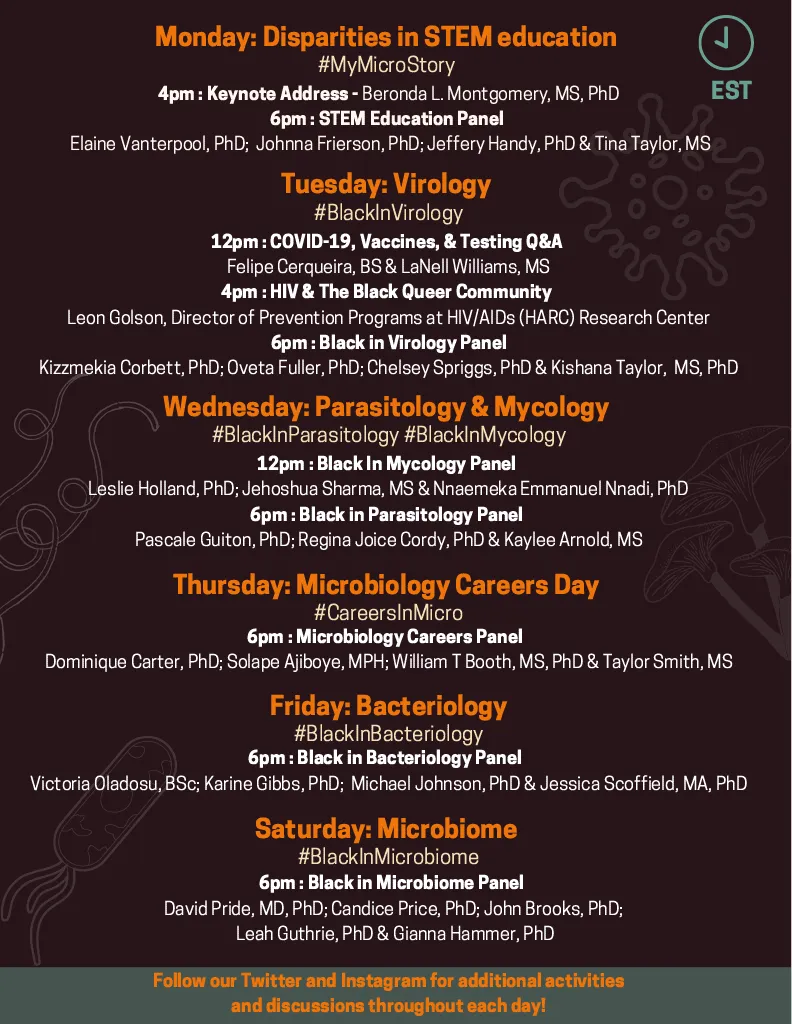 Monday: Disparities in STEM education
#MyMicroStory
EST
4pm : Keynote Address - Beronda L. Montgomery, MS, PhD
6pm : STEM Education Panel
Elaine Vanterpool, PhD; Johnna Frierson, PhD; Jeffery Handy, PhD & Tina Taylor, MS
Tuesday: Virology
#BlackInVirology
12pm : COVID-19, Vaccines, & Testing Q&A
Felipe Cerqueira, BS & LaNell Williams, MS
4pm : HIV & The Black Queer Community
Leon Golson, Director of Prevention Programs at HIV/AIDs (HARC) Research Center
6pm : Black in Virology Panel
Kizzmekia Corbett, PhD; Oveta Fuller, PhD; Chelsey Spriggs, PhD & Kishana Taylor, MS, PhD
Wednesday: Parasitology & Mycology
#BlackInParasitology #BlackInMycology
12pm : Black In Mycology Panel
Leslie Holland, PhD; Jehoshua Sharma, MS & Nnaemeka Emmanuel Nnadi, PhD
6pm : Black in Parasitology Panel
Pascale Guiton, PhD; Regina Joice Cordy, PhD & Kaylee Arnold, MS
Thursday: Microbiology Careers Day
#CareersInMicro
6pm : Microbiology Careers Panel
Dominique Carter, PhD; Solape Ajiboye, MPH; William T Booth, MS, PhD & Taylor Smith, MS
Friday: Bacteriology
#BlackInBacteriology
6pm : Black in Bacteriology Panel
Victoria Oladosu, BSc; Karine Gibbs, PhD; Michael Johnson, PhD & Jessica Scoffield, MA, PhD
Saturday: Microbiome
#BlackInMicrobiome
6pm : Black in Microbiome Panel
David Pride, MD, PhD; Candice Price, PhD; John Brooks, PhD;
Leah Guthrie, PhD & Gianna Hammer, PhD
Follow our Twitter and Instagram for additional activities
and discussions throughout each day!